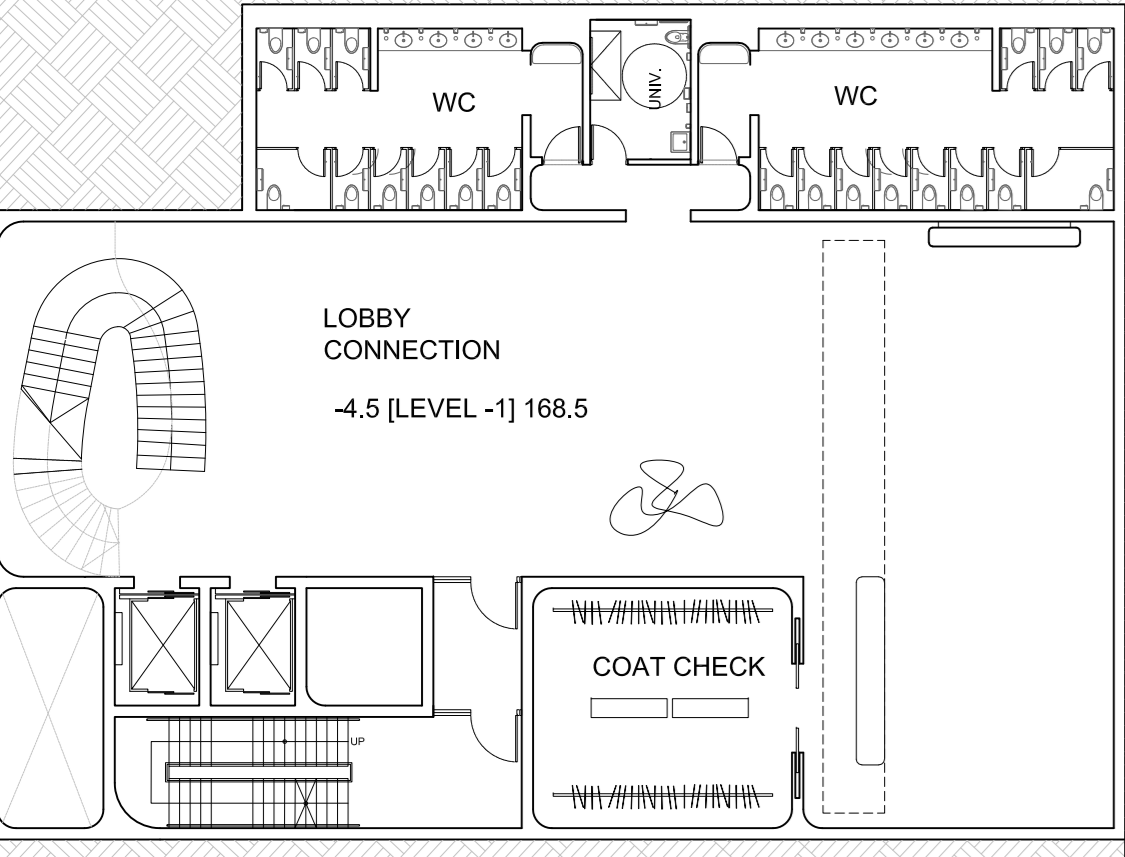 WC
UNIV.
WC
LOBBY
CONNECTION
-4.5 [LEVEL -1] 168.5
COAT CHECK
UP